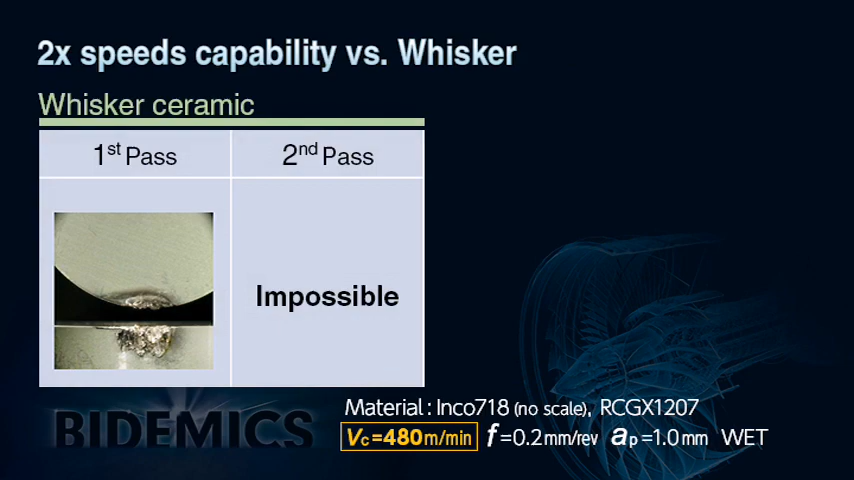 2x speeds capability vs. Whisker
Whisker ceramic
1st Pass
2nd Pass
Impossible
Material : Inco718 (no scale), RCGX1207
BIDEMICS
Vc=480m/min f=0.2mm/rev ap=1.0mm WET